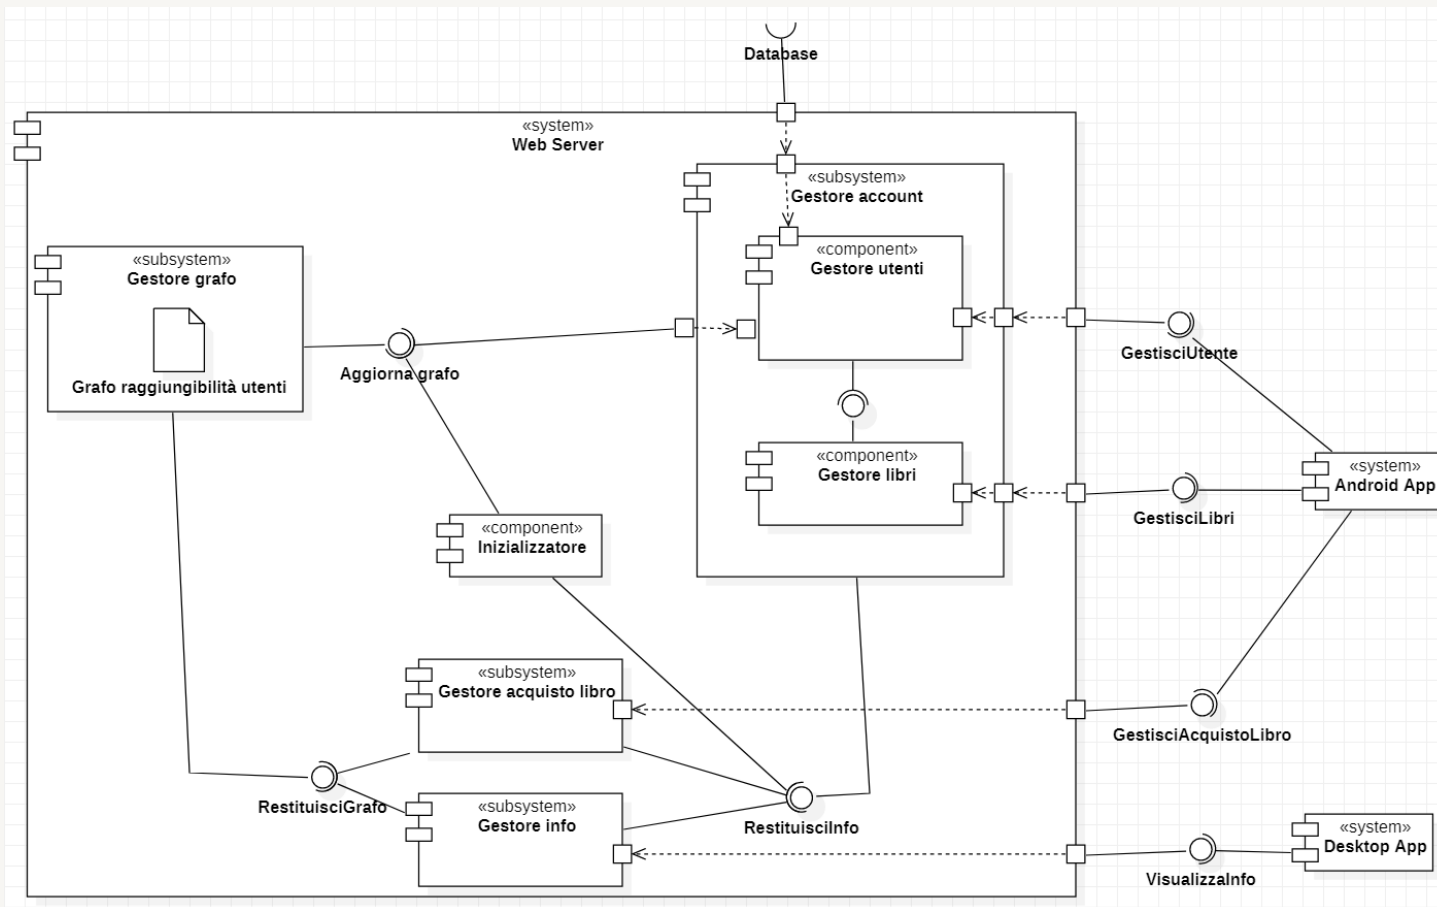 Database
«system»
Web Server
«subsystem»
Gestore account
«component»
Gestore utenti
«subsystem»
Gestore grafo
Grafo raggiungibilità utenti
Aggiorna grafo
GestisciUtente
«component»
Gestore libri
«system»
Android App
GestisciLibri
«component»
Inizializzatore
«subsystem»
Gestore acquisto libro
GestisciAcquistoLibro
RestituisciGrafo
«subsystem»
Gestore info
RestituisciInfo
«system»
Desktop App
VisualizzaInfo